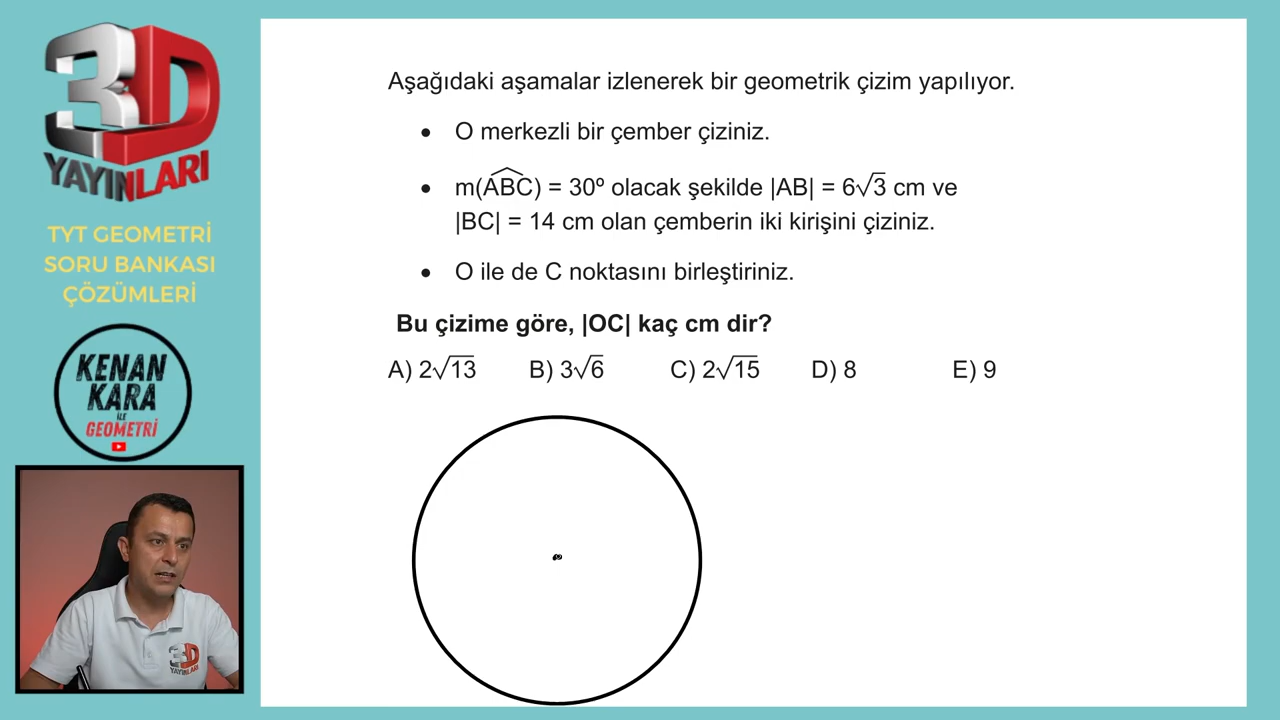 3D
YAYINLARI
TYT GEOMETRİ
SORU BANKASI
ÇÖZÜMLERİ
KENAN
KARA
İLE
GEOMETRİ
3D
YAYINLARI
Aşağıdaki aşamalar izlenerek bir geometrik çizim yapılıyor.
• O merkezli bir çember çiziniz.
• m(ABC) = 30º olacak şekilde |AB| = 6√3 cm ve
|BC| = 14 cm olan çemberin iki kirişini çiziniz.
• O ile de C noktasını birleştiriniz.
Bu çizime göre, |OC| kaç cm dir?
A) 2√13 B) 3√6 C) 2√15 D) 8 E) 9